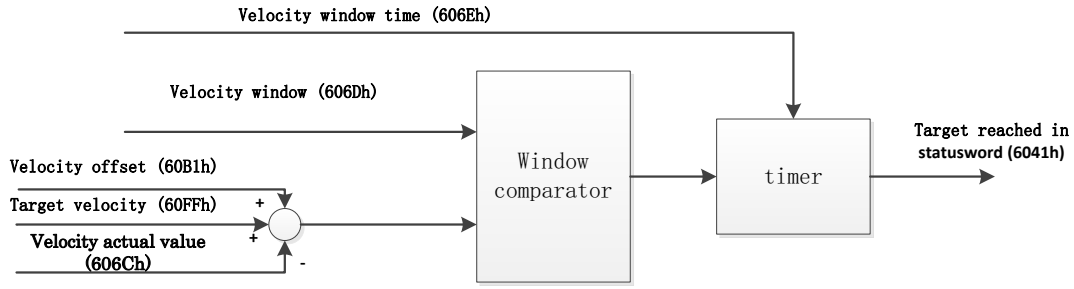 Velocity window time (606Eh)
Velocity window (606Dh)
Velocity offset (60B1h)
+
Target velocity (60FFh)
+
Velocity actual value
(606Ch)
-
Window
comparator
timer
Target reached in
statusword (6041h)